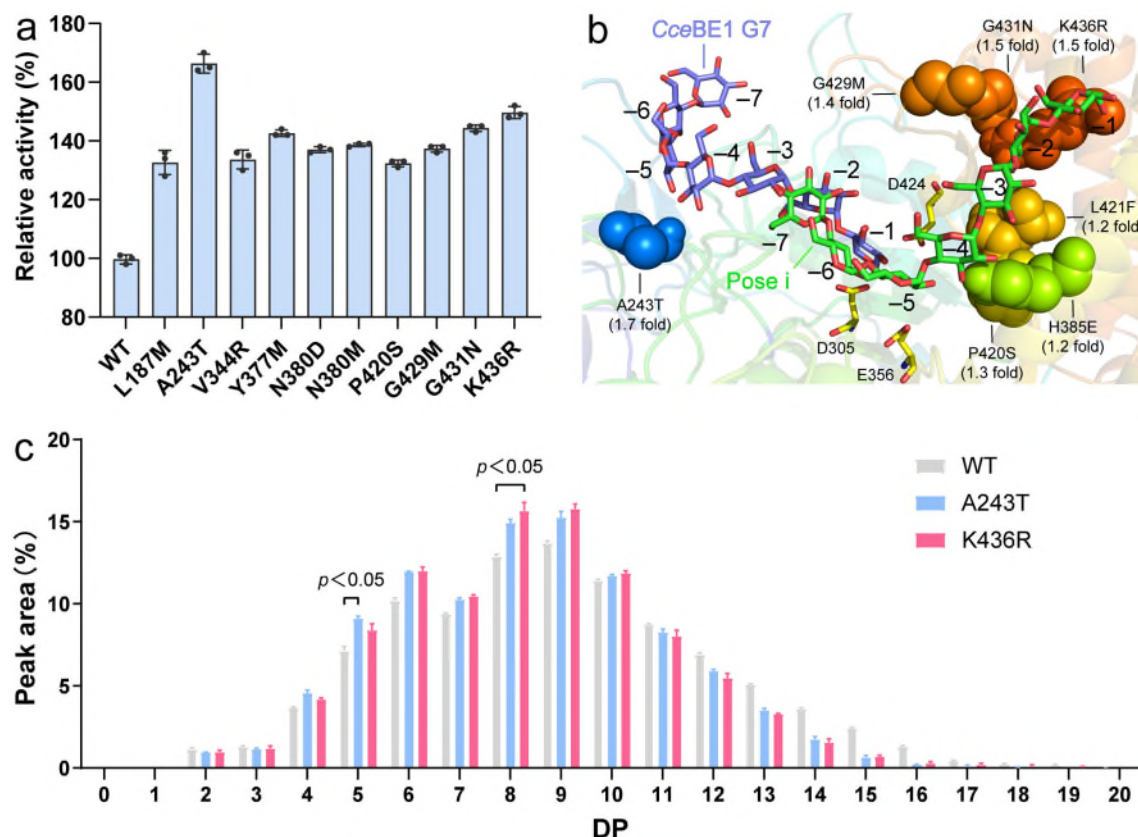 a
Relative activity (%)
180
160
140
120
100
80
WT
L187M
A243T
V344R
Y377M
N380D
N380M
P420S
G429M
G431N
K436R
b
CceBE1 G7
G431N
(1.5 fold)
K436R
(1.5 fold)
G429M
(1.4 fold)
−7
−6
−5
−4
−3
−2
−1
−1
−2
−3
−4
−5
−6
−7
D424
L421F
(1.2 fold)
Pose i
A243T
(1.7 fold)
D305
E356
P420S
(1.3 fold)
H385E
(1.2 fold)
c
Peak area (%)
20
15
10
5
0
p<0.05
p<0.05
WT
A243T
K436R
0 1 2 3 4 5 6 7 8 9 10 11 12 13 14 15 16 17 18 19 20
DP